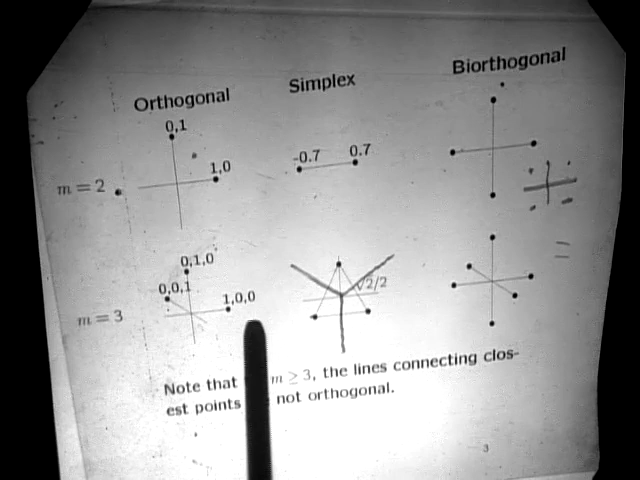 Orthogonal Simplex Biorthogonal
0,1
-0.7 0.7
1,0
m = 2
0,1,0
0,0,1
√2/2
1,0,0
m = 3
Note that m ≥ 3, the lines connecting clos-
est points not orthogonal.
3